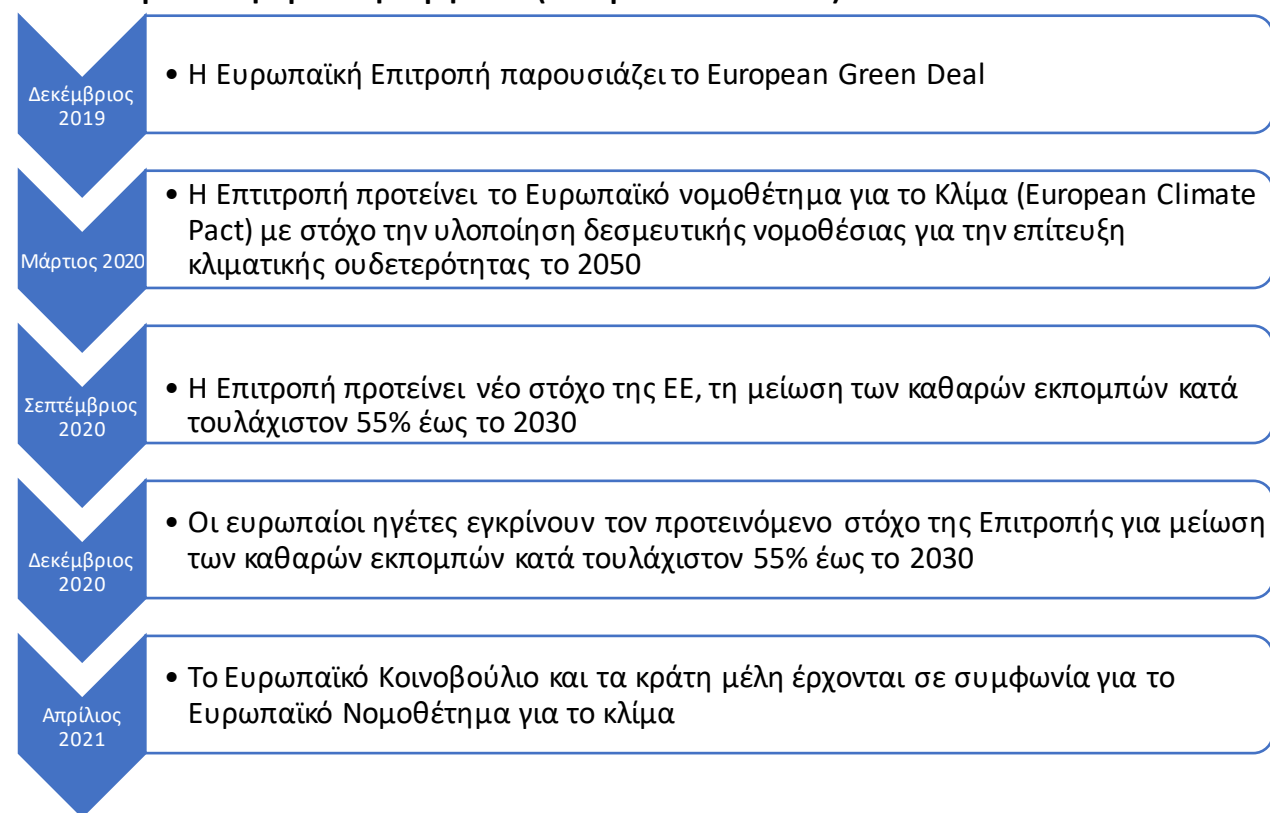 Δεκέμβριος
2019
• Η Ευρωπαϊκή Επιτροπή παρουσιάζει το European Green Deal
Μάρτιος 2020
• Η Επτιτροπή προτείνει το Ευρωπαϊκό νομοθέτημα για το Κλίμα (European Climate
Pact) με στόχο την υλοποίηση δεσμευτικής νομοθέσιας για την επίτευξη
κλιματικής ουδετερότητας το 2050
Σεπτέμβριος
2020
• Η Επιτροπή προτείνει νέο στόχο της ΕΕ, τη μείωση των καθαρών εκπομπών κατά
τουλάχιστον 55% έως το 2030
Δεκέμβριος
2020
• Οι ευρωπαίοι ηγέτες εγκρίνουν τον προτεινόμενο στόχο της Επιτροπής για μείωση
των καθαρών εκπομπών κατά τουλάχιστον 55% έως το 2030
Απρίλιος
2021
• Το Ευρωπαϊκό Κοινοβούλιο και τα κράτη μέλη έρχονται σε συμφωνία για το
Ευρωπαϊκό Νομοθέτημα για το κλίμα